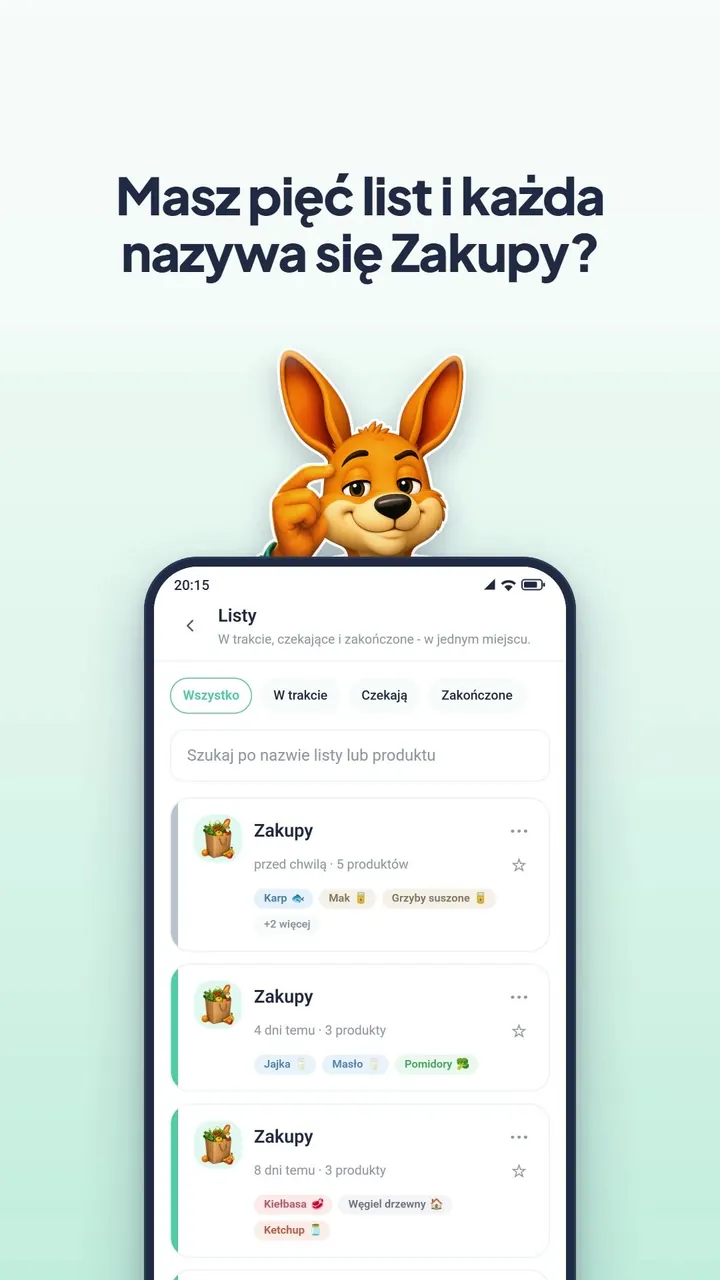 Masz pięć list i każda
nazywa się Zakupy?
20:15
Listy
W trakcie, czekające i zakończone - w jednym miejscu.
Wszystko W trakcie Czekają Zakończone
Szukaj po nazwie listy lub produktu
Zakupy
przed chwilą · 5 produktów
Karp Mak Grzyby suszone
+2 więcej
Zakupy
4 dni temu · 3 produkty
Jajka Masło Pomidory
Zakupy
8 dni temu · 3 produkty
Kiełbasa Węgiel drzewny
Ketchup